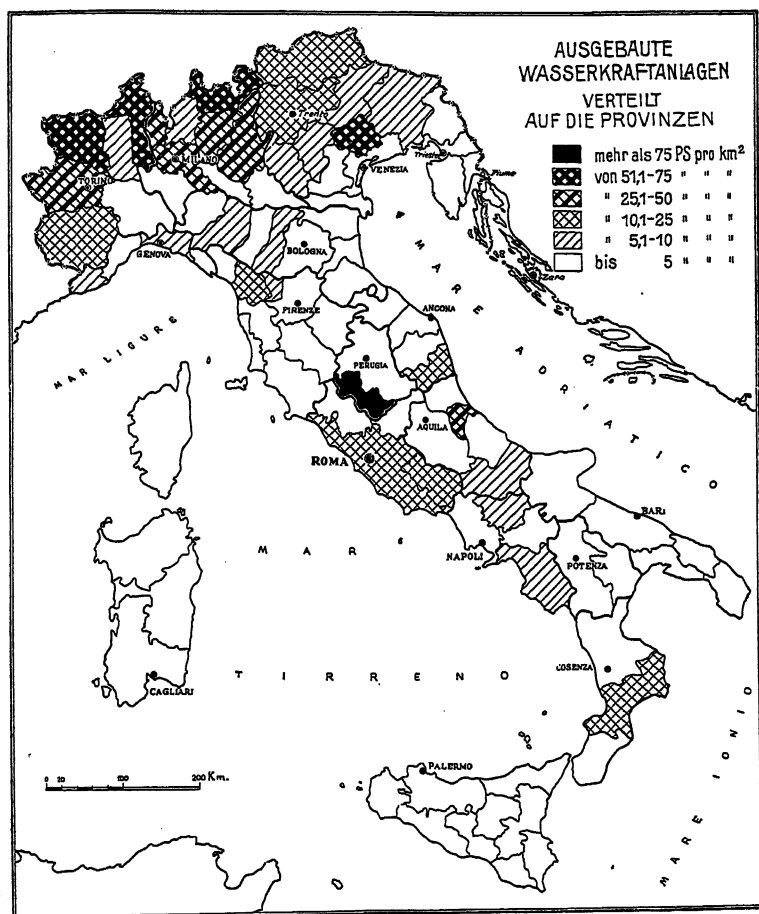 AUSGEBAUTE
WASSERKRAFTANLAGEN
VERTEILT
AUF DIE PROVINZEN
mehr als 75 PS pro km²
von 51,1-75 " " "
" 25,1-50 " " "
" 10,1-25 " " "
" 5,1-10 " " "
bis 5 " " "
Trento
MILANO
TORINO
VENEZIA
Trieste
Fiume
GENOVA
BOLOGNA
Zara
FIRENZE
ANCONA
MAR LIGURE
MARE ADRIATICO
PERUGIA
AQUILA
ROMA
BARI
MAR TIRRENO
NAPOLI
POTENZA
COSENZA
CAGLIARI
PALERMO
MARE IONIO
0 20 100 200 Km.